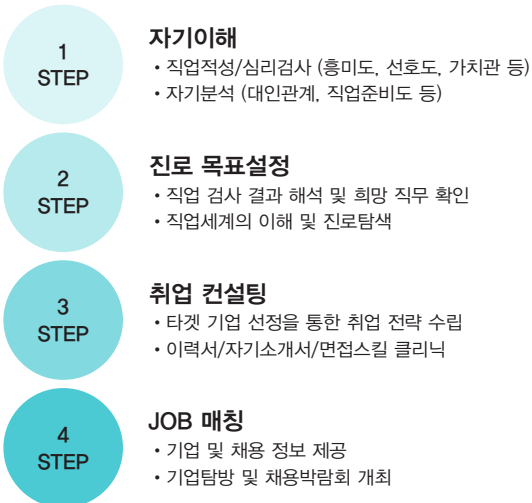 1
STEP
자기이해
• 직업적성/심리검사 (흥미도, 선호도, 가치관 등)
• 자기분석 (대인관계, 직업준비도 등)
2
STEP
진로 목표설정
• 직업 검사 결과 해석 및 희망 직무 확인
• 직업세계의 이해 및 진로탐색
3
STEP
취업 컨설팅
• 타겟 기업 선정을 통한 취업 전략 수립
• 이력서/자기소개서/면접스킬 클리닉
4
STEP
JOB 매칭
• 기업 및 채용 정보 제공
• 기업탐방 및 채용박람회 개최